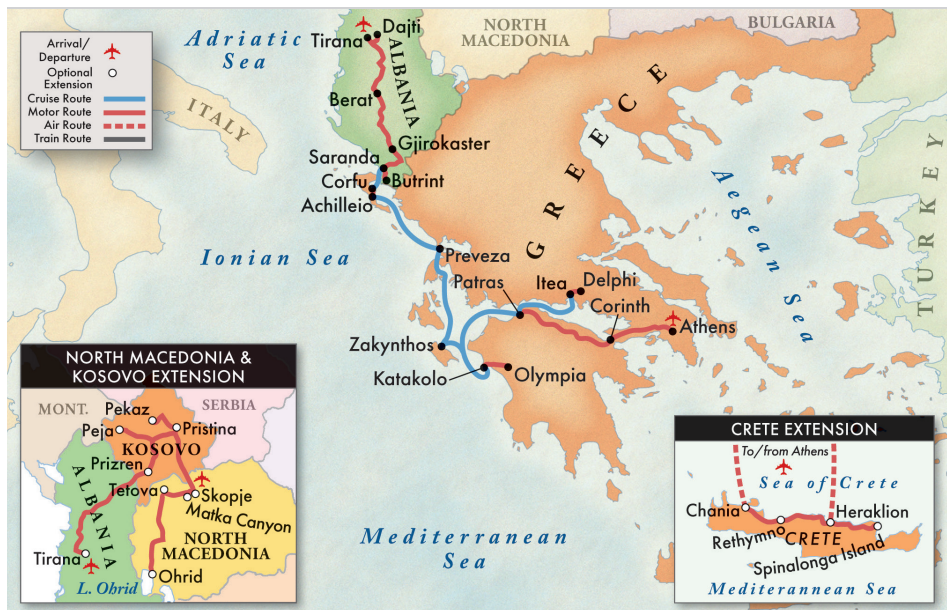 Arrival/
Departure
Optional
Extension
Cruise Route
Motor Route
Air Route
Train Route
Adriatic
Sea
Dajti
Tirana
ALBANIA
NORTH
MACEDONIA
BULGARIA
ITALY
Berat
Gjirokaster
Saranda
Corfu
Butrint
Achilleio
GREECE
TURKEY
Aegean Sea
Ionian Sea
Preveza
Patras
Itea
Delphi
Corinth
Athens
Zakynthos
Katakolo
Olympia
Mediterranean
Sea
NORTH MACEDONIA &
KOSOVO EXTENSION
MONT.
SERBIA
Pekaz
Peja
Pristina
KOSOVO
Prizren
ALBANIA
Tetova
Skopje
Matka Canyon
NORTH
MACEDONIA
Tirana
Ohrid
L. Ohrid
CRETE EXTENSION
To/from Athens
Sea of Crete
Chania
Heraklion
Rethymno
CRETE
Spinalonga Island
Mediterannean Sea